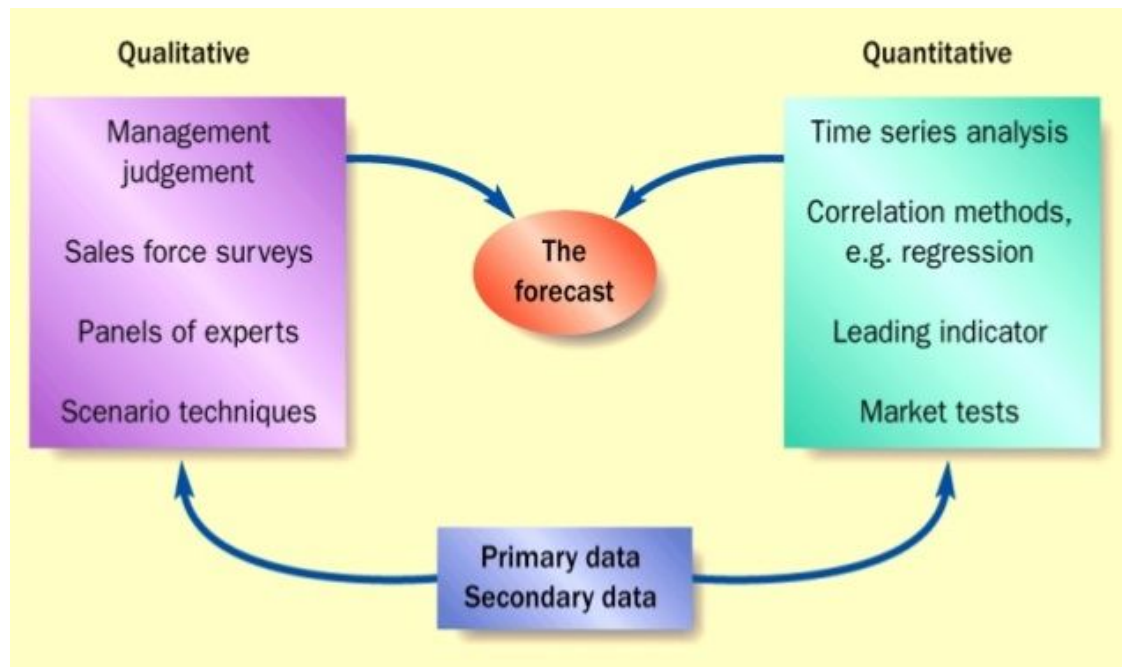 Qualitative
Management
judgement
Sales force surveys
Panels of experts
Scenario techniques
The
forecast
Quantitative
Time series analysis
Correlation methods,
e.g. regression
Leading indicator
Market tests
Primary data
Secondary data